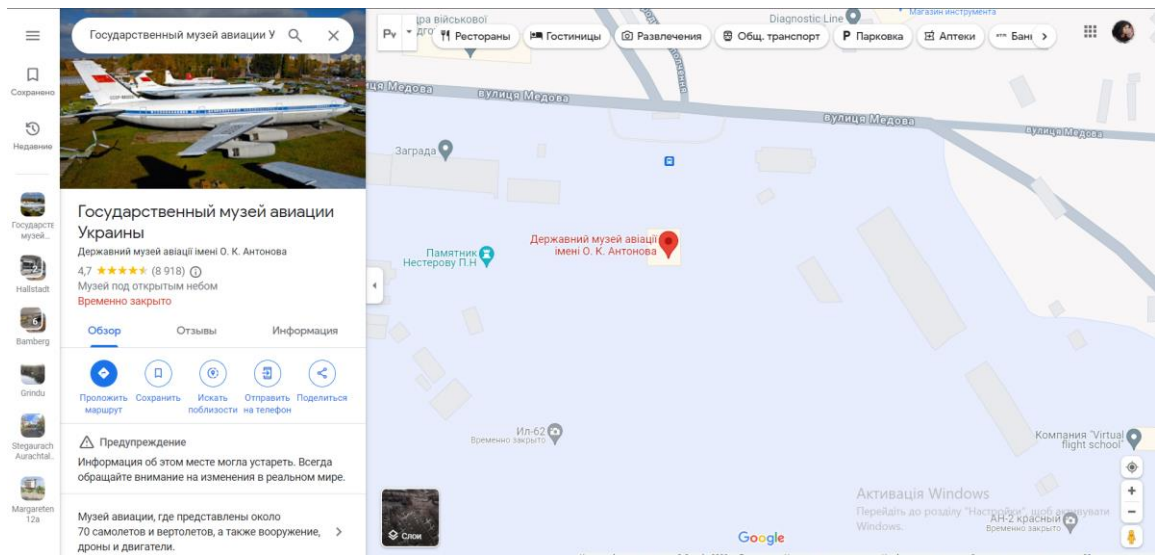 Государственный музей авиации У
Сохранено
Недавние
Государстве
музей...
2
Hallstadt
6
Bamberg
Grindu
Stegaurach
Aurachtal...
Margareten
12a
Государственный музей авиации
Украины
Державний музей авіації імені О. К. Антонова
4,7 (8 918)
Музей под открытым небом
Временно закрыто
Обзор
Отзывы
Информация
Проложить
маршрут
Сохранить
Искать
поблизости
Отправить
на телефон
Поделиться
Предупреждение
Информация об этом месте могла устареть. Всегда
обращайте внимание на изменения в реальном мире.
Музей авиации, где представлены около
70 самолетов и вертолетов, а также вооружение,
дроны и двигатели.
військової
Diagnostic Line
Магазин инструмента
Рестораны
Гостиницы
Развлечения
Общ. транспорт
P Парковка
Аптеки
вулиця Медова
вулиця Медова
вулиця Медова
Заграда
Державний музей авіації
імені О. К. Антонова
Памятник
Нестерову П.Н
Ил-62
Временно закрыто
Компания "Virtual
flight school"
Активація Windows
Перейдіть до розділу "Настройки", щоб активувати
Windows.
АН-2 красный
Временно закрыто
Слои
Google